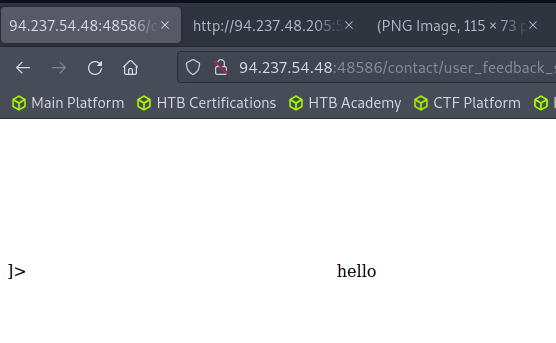 94.237.54.48:48586/c
http://94.237.48.205:5
(PNG Image, 115 × 73 p
94.237.54.48:48586/contact/user_feedback_s
Main Platform
HTB Certifications
HTB Academy
CTF Platform
]>
hello